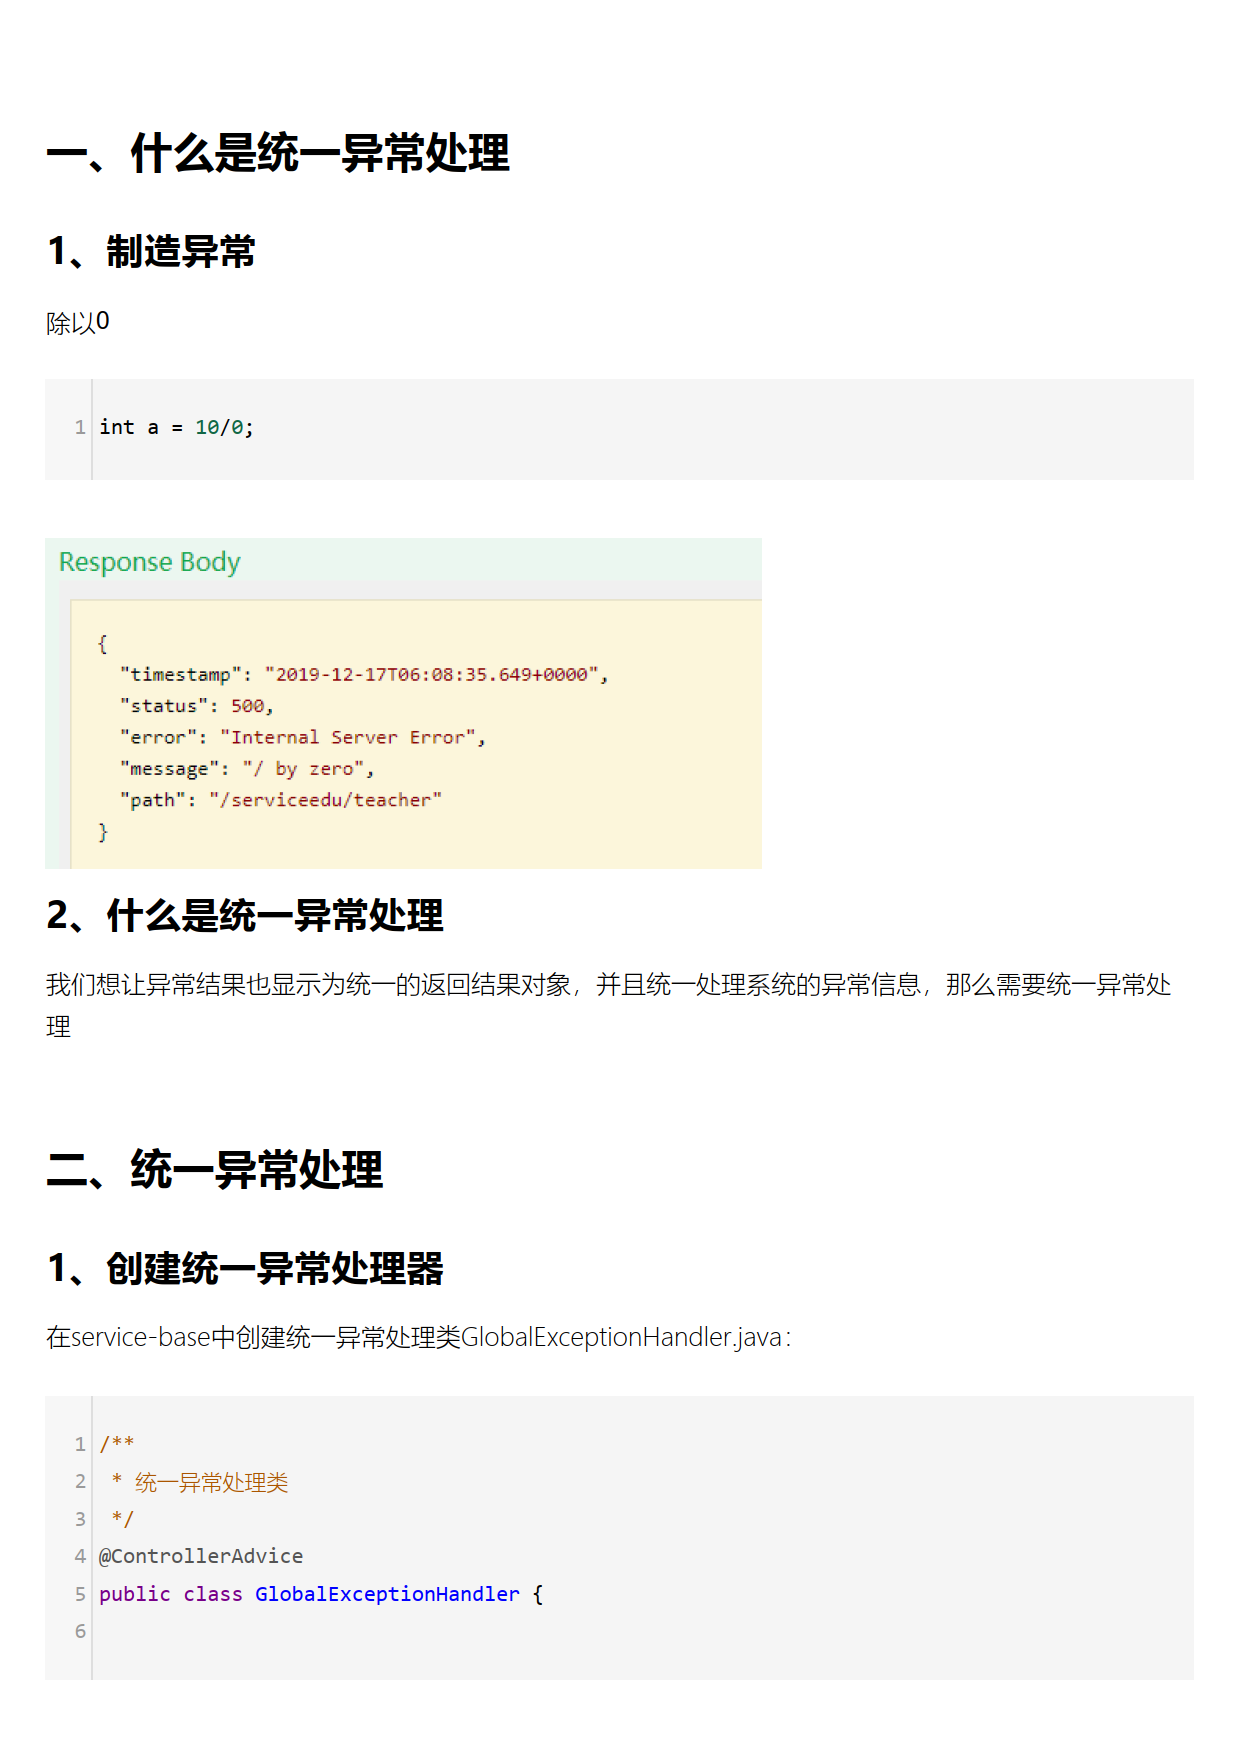 一、什么是统一异常处理
1、制造异常
除以0
1 int a = 10/0;
Response Body
{
"timestamp": "2019-12-17T06:08:35.649+0000",
"status": 500,
"error": "Internal Server Error",
"message": "/ by zero",
"path": "/serviceedu/teacher"
}
2、什么是统一异常处理
我们想让异常结果也显示为统一的返回结果对象，并且统一处理系统的异常信息，那么需要统一异常处
理
二、统一异常处理
1、创建统一异常处理器
在service-base中创建统一异常处理类GlobalExceptionHandler.java：
1 /**
2 * 统一异常处理类
3 */
4 @ControllerAdvice
5 public class GlobalExceptionHandler {
6